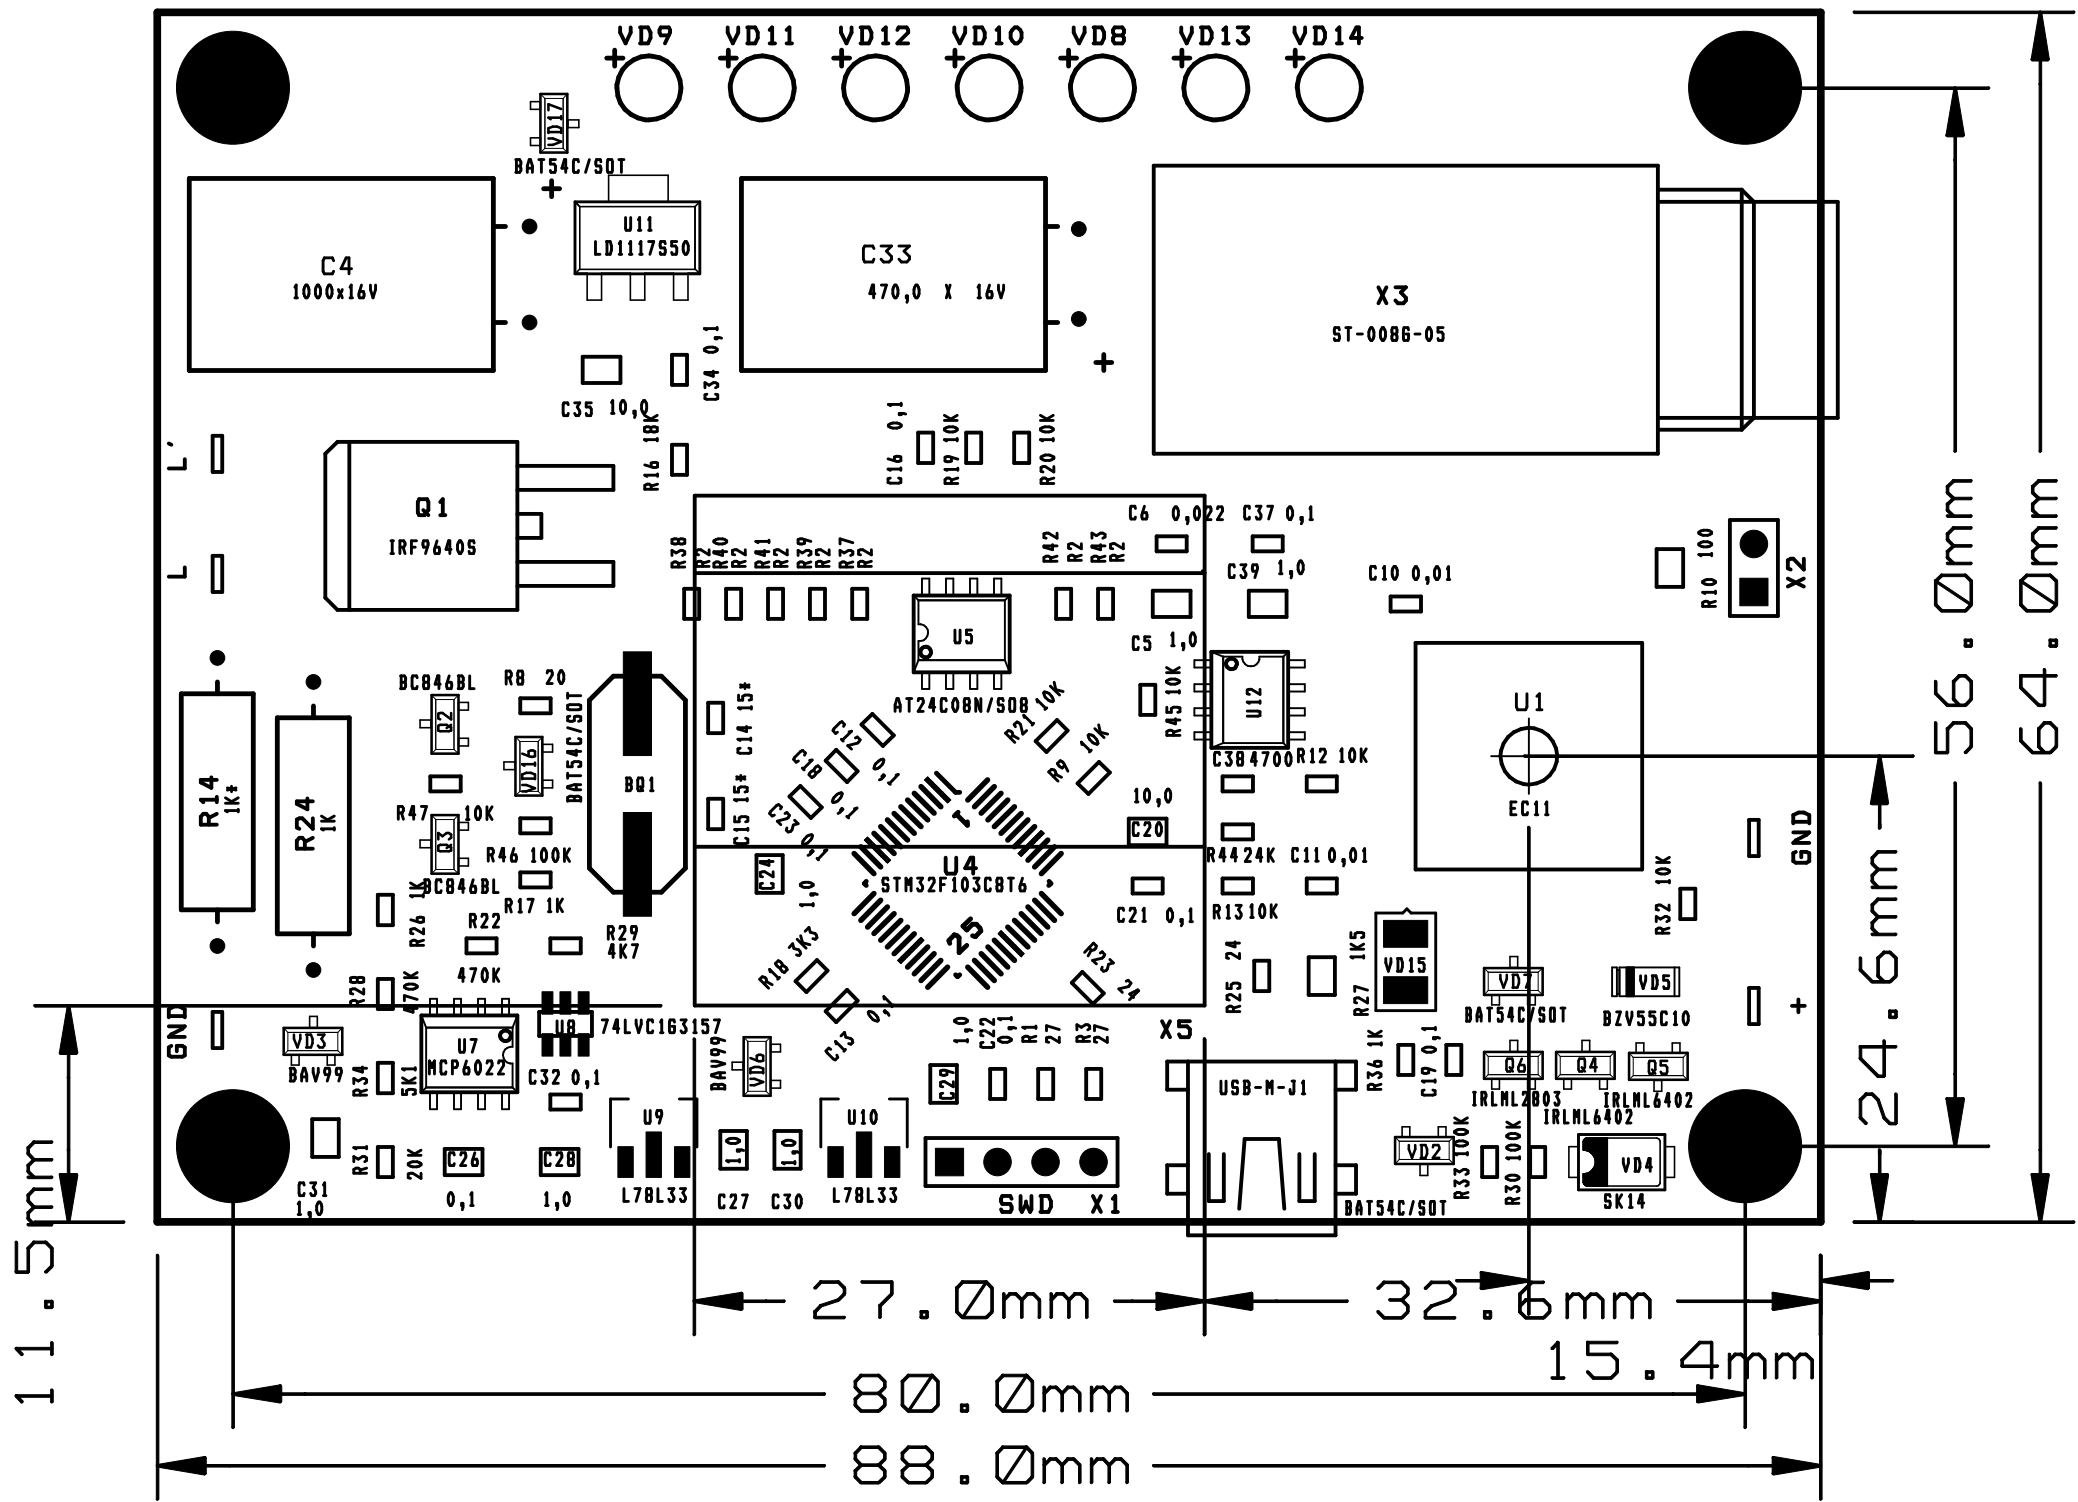 VD9 VD11 VD12 VD10 VD8 VD13 VD14
+ + + + + + +
VD17
BAT54C/SOT
+
U11
LD1117S50
C4
1000x16V
C33
470,0 X 16V
X3
ST-0086-05
+
C34 0,1
C35 10,0
R16 18K
C16 0,1
R19 10K
R20 10K
L'
L
Q1
IRF9640S
C6 0,022
C37 0,1
R38 R2
R40 R2
R41 R2
R39 R2
R37 R2
R42 R2
R43 R2
C39 1,0
C10 0,01
R10 100
X2
56.0mm
64.0mm
U5
AT24C08N/SO8
C5 1,0
R45 10K
U12
U1
EC11
BC846BL
Q2
R8 20
VD16
BAT54C/SOT
BQ1
C14 15*
C15 15*
C12 0,1
C18 0,1
C23 0,1
R21 10K
R9 10K
C38 4700
R12 10K
R14
1K*
R24
1K
R47 10K
Q3
BC846BL
R46 100K
R17 1K
10,0
C20
C24
1,0
1
U4
STM32F103C8T6
25
R44 24K
C11 0,01
GND
R26 1K
R22
470K
R29
4K7
C21 0,1
R13 10K
R32 10K
24.6mm
R28 470K
R18 3K3
C13 0,1
R23 24
R25 24
R27 1K5
VD15
VD7
BAT54C/SOT
VD5
BZV55C10
+
GND
VD3
BAV99
U7
MCP6022
U8
74LVC1G3157
R34 5K1
C32 0,1
BAV99
VD6
C22 0,1
1,0
C29
R1 27
R3 27
X5
USB-M-J1
R36 1K
C19 0,1
Q6
IRLML2803
Q4
IRLML6402
Q5
IRLML6402
R31 20K
C31
1,0
C26
0,1
C28
1,0
U9
L78L33
1,0
C27
1,0
C30
U10
L78L33
SWD X1
VD2
BAT54C/SOT
R33 100K
R30 100K
VD4
SK14
11.5mm
27.0mm
32.6mm
15.4mm
80.0mm
88.0mm